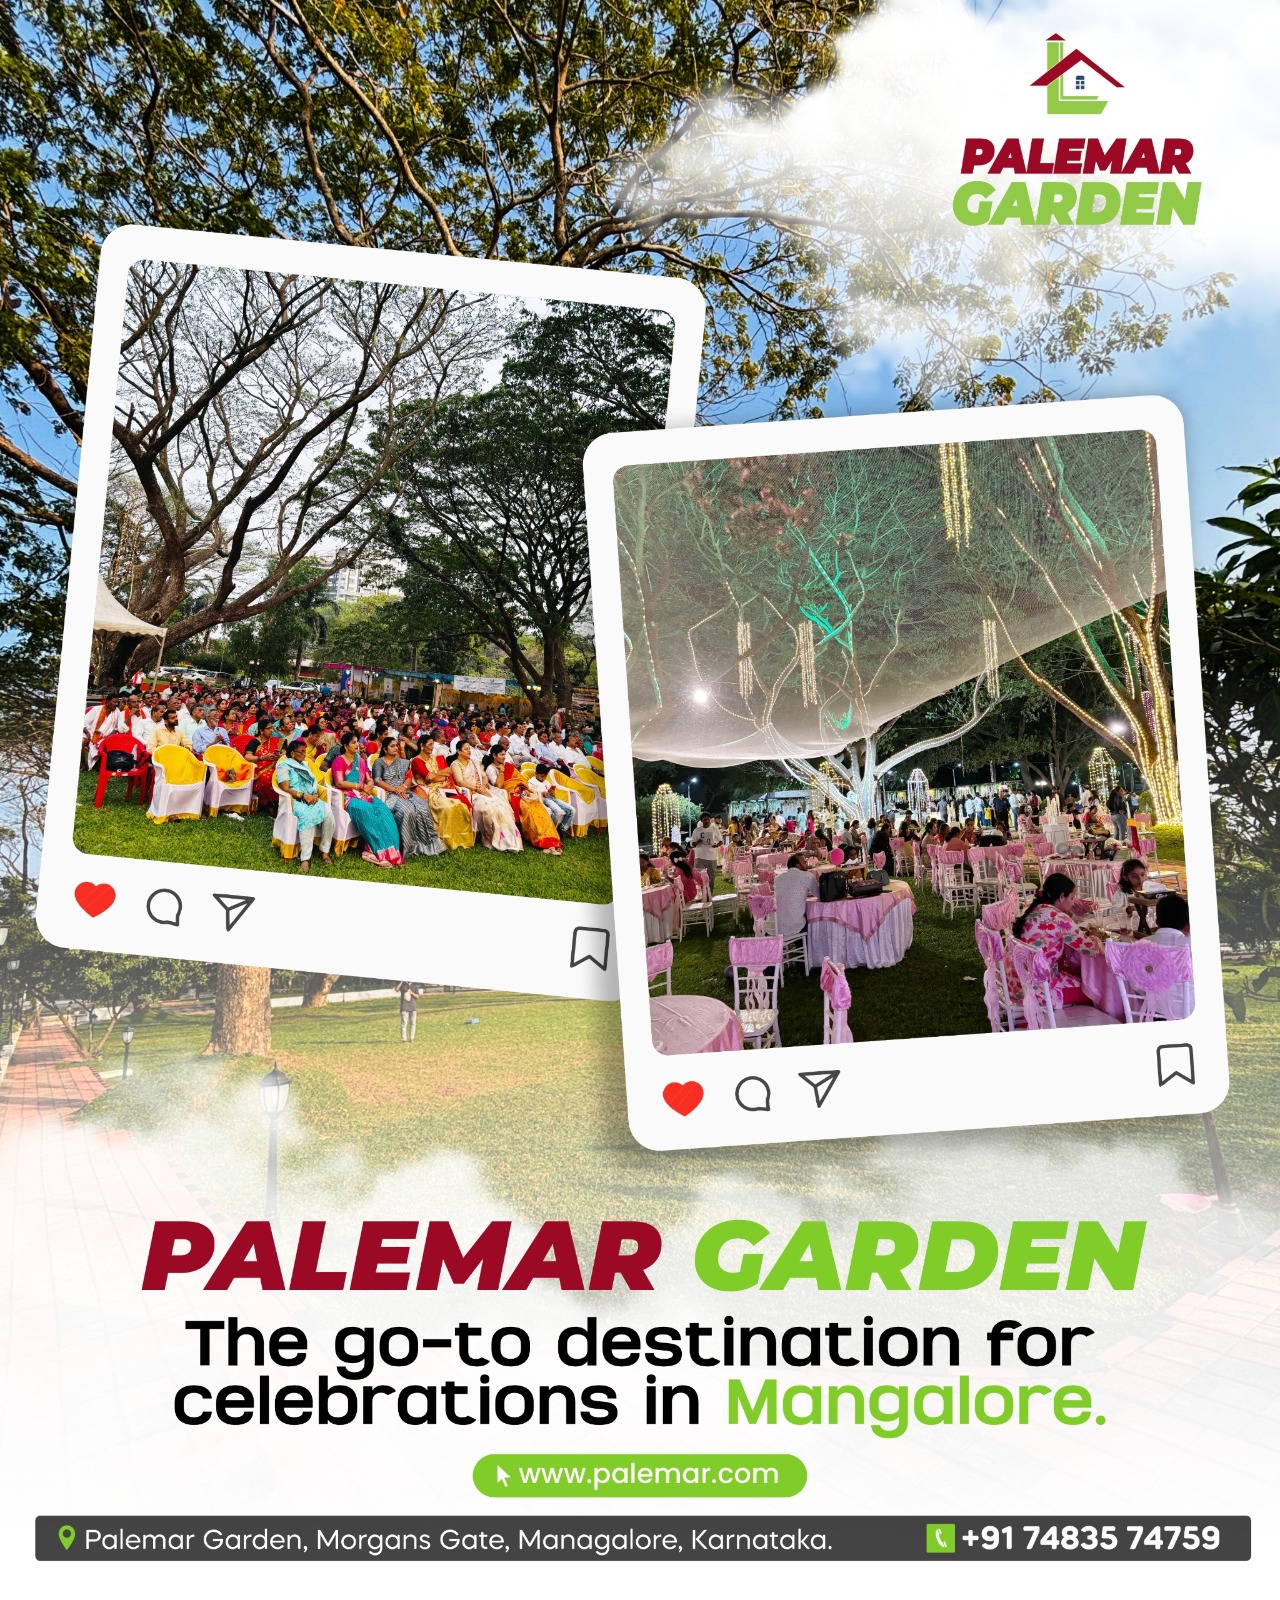 PALEMAR
GARDEN
PALEMAR GARDEN
The go-to destination for
celebrations in Mangalore.
www.palemar.com
Palemar Garden, Morgans Gate, Managalore, Karnataka.
+91 74835 74759